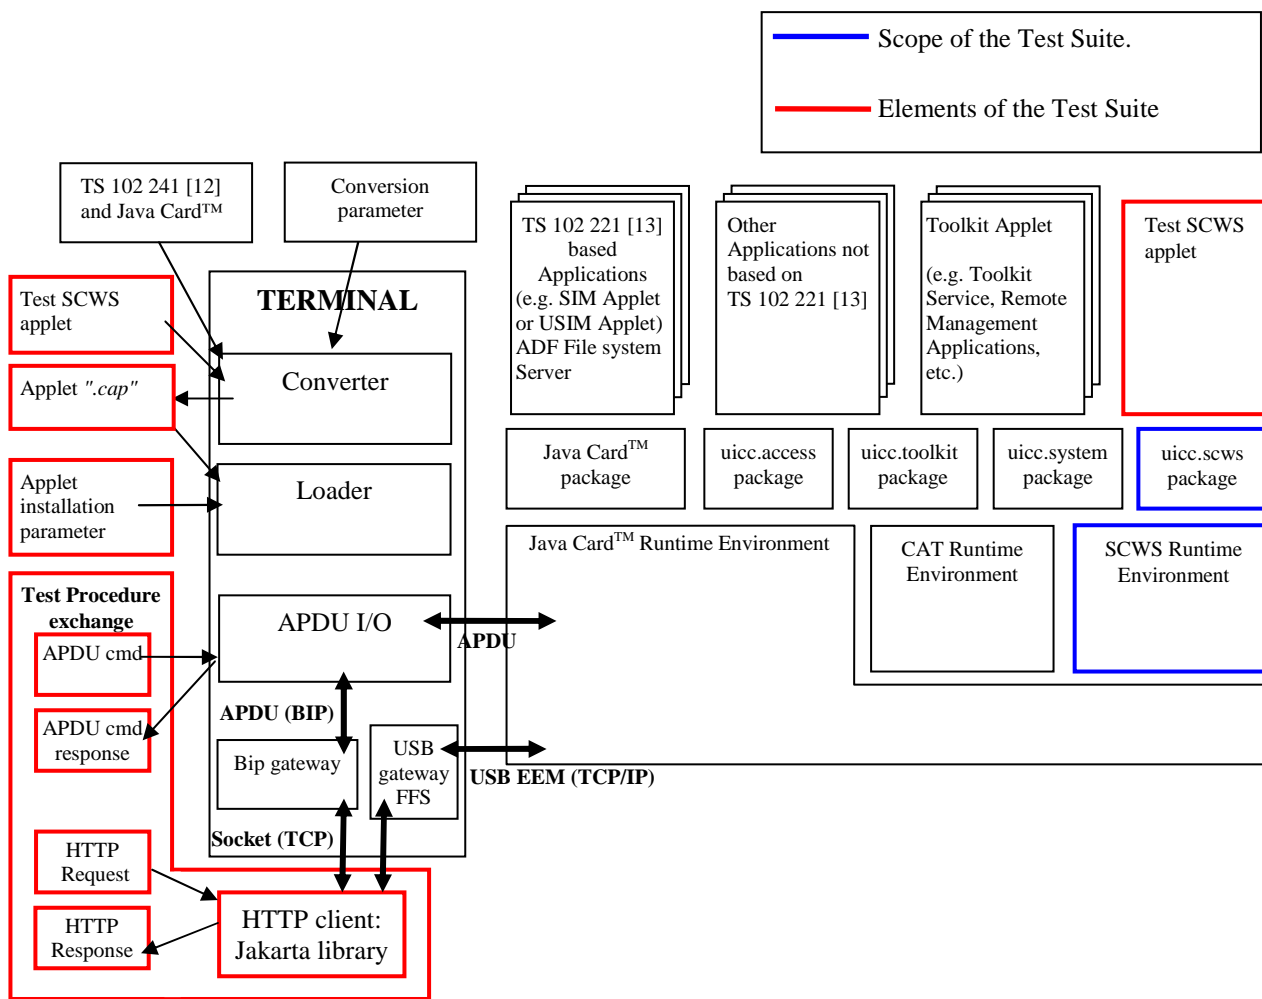 Scope of the Test Suite.
Elements of the Test Suite
TS 102 241 [12]
and Java Card™
Conversion
parameter
TS 102 221 [13]
based
Applications
(e.g. SIM Applet
or USIM Applet)
ADF File system
Server
Other
Applications not
based on
TS 102 221 [13]
Toolkit Applet
(e.g. Toolkit
Service, Remote
Management
Applications,
etc.)
Test SCWS
applet
Test SCWS
applet
TERMINAL
Converter
Applet ".cap"
Loader
Applet
installation
parameter
Java Card™
package
uicc.access
package
uicc.toolkit
package
uicc.system
package
uicc.scws
package
Java Card™ Runtime Environment
CAT Runtime
Environment
SCWS Runtime
Environment
Test Procedure
exchange
APDU cmd
APDU cmd
response
APDU I/O
APDU
APDU (BIP)
Bip gateway
USB
gateway
FFS
USB EEM (TCP/IP)
Socket (TCP)
HTTP
Request
HTTP
Response
HTTP client:
Jakarta library